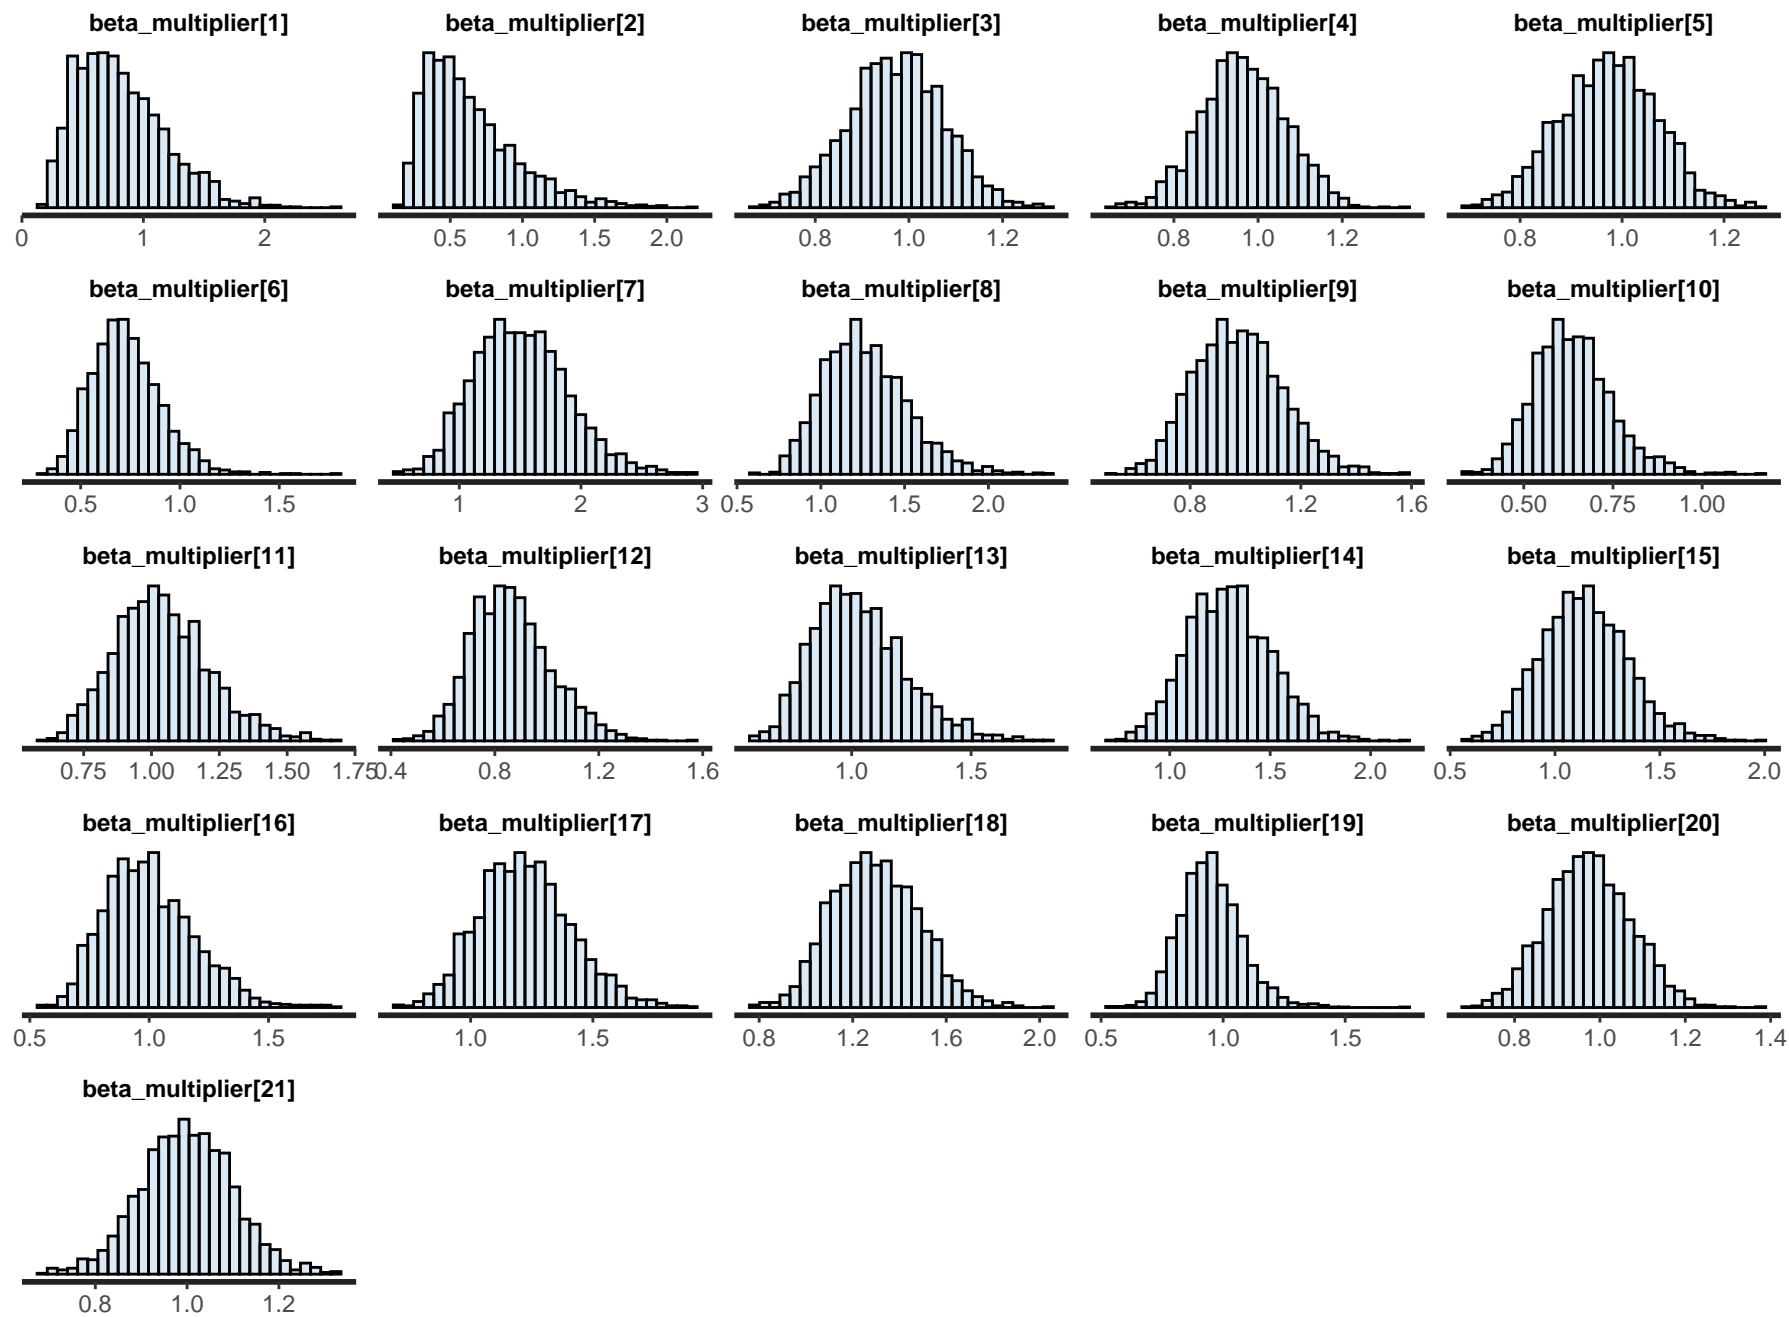 beta_multiplier[1] beta_multiplier[2] beta_multiplier[3] beta_multiplier[4] beta_multiplier[5]
0 1 2 0.5 1.0 1.5 2.0 0.8 1.0 1.2 0.8 1.0 1.2 0.8 1.0 1.2
beta_multiplier[6] beta_multiplier[7] beta_multiplier[8] beta_multiplier[9] beta_multiplier[10]
0.5 1.0 1.5 1 2 3 0.5 1.0 1.5 2.0 0.8 1.2 1.6 0.50 0.75 1.00
beta_multiplier[11] beta_multiplier[12] beta_multiplier[13] beta_multiplier[14] beta_multiplier[15]
0.75 1.00 1.25 1.50 1.75 0.4 0.8 1.2 1.6 1.0 1.5 1.0 1.5 2.0 0.5 1.0 1.5 2.0
beta_multiplier[16] beta_multiplier[17] beta_multiplier[18] beta_multiplier[19] beta_multiplier[20]
0.5 1.0 1.5 1.0 1.5 0.8 1.2 1.6 2.0 0.5 1.0 1.5 0.8 1.0 1.2 1.4
beta_multiplier[21]
0.8 1.0 1.2